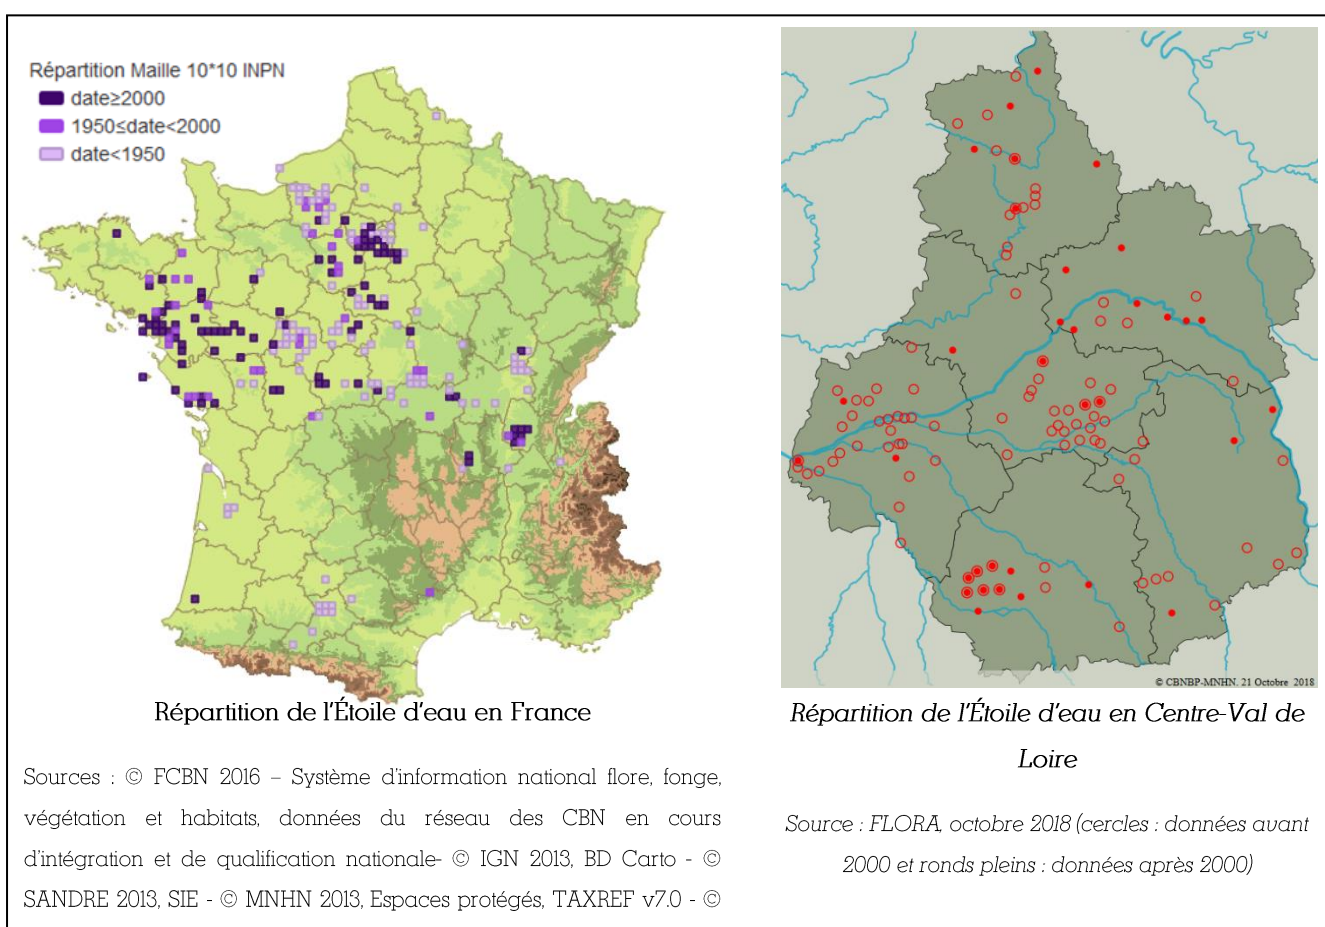 Répartition Maille 10*10 INPN
date≥2000
1950≤date<2000
date<1950
Répartition de l'Étoile d'eau en France
Sources : © FCBN 2016 – Système d'information national flore, fonge,
végétation et habitats, données du réseau des CBN en cours
d'intégration et de qualification nationale- © IGN 2013, BD Carto - ©
SANDRE 2013, SIE - © MNHN 2013, Espaces protégés, TAXREF v7.0 - ©
© CBNBP-MNHN. 21 Octobre 2018
Répartition de l'Étoile d'eau en Centre-Val de
Loire
Source : FLORA, octobre 2018 (cercles : données avant
2000 et ronds pleins : données après 2000)